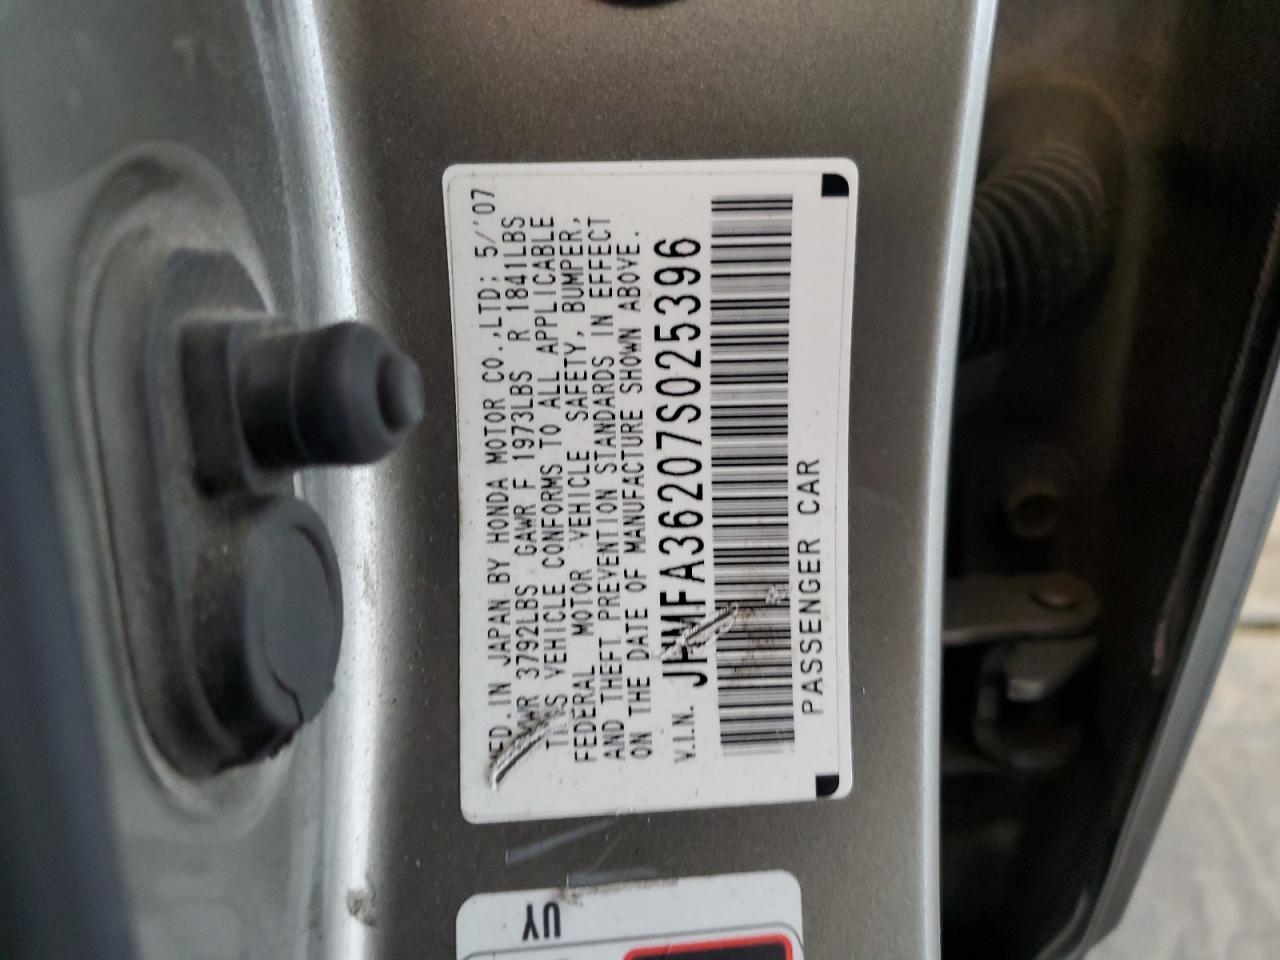 MFD. IN JAPAN BY HONDA MOTOR CO.,LTD; 5/'07
GVWR 3792LBS GAWR F 1973LBS R 1841LBS
THIS VEHICLE CONFORMS TO ALL APPLICABLE
FEDERAL MOTOR VEHICLE SAFETY, BUMPER,
AND THEFT PREVENTION STANDARDS IN EFFECT
ON THE DATE OF MANUFACTURE SHOWN ABOVE.
V.I.N. JHMFA36207S025396
PASSENGER CAR
UY